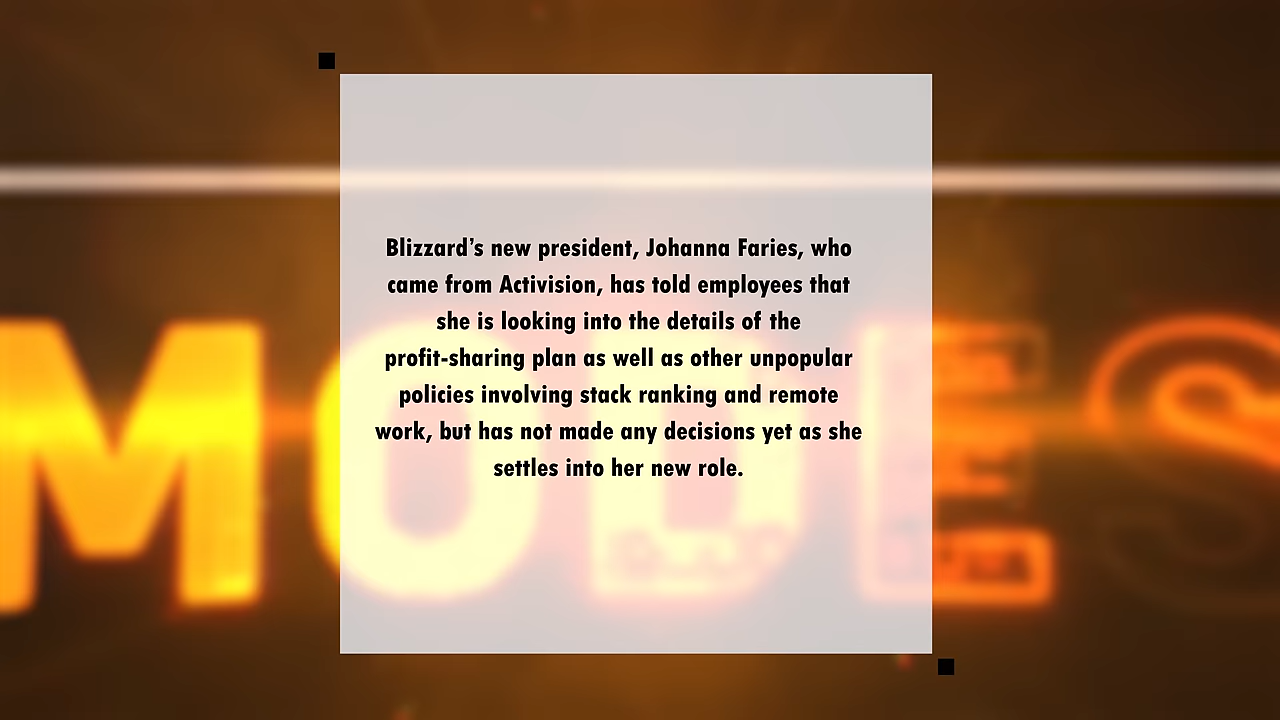 Blizzard’s new president, Johanna Faries, who
came from Activision, has told employees that
she is looking into the details of the
profit-sharing plan as well as other unpopular
policies involving stack ranking and remote
work, but has not made any decisions yet as she
settles into her new role.
MODES